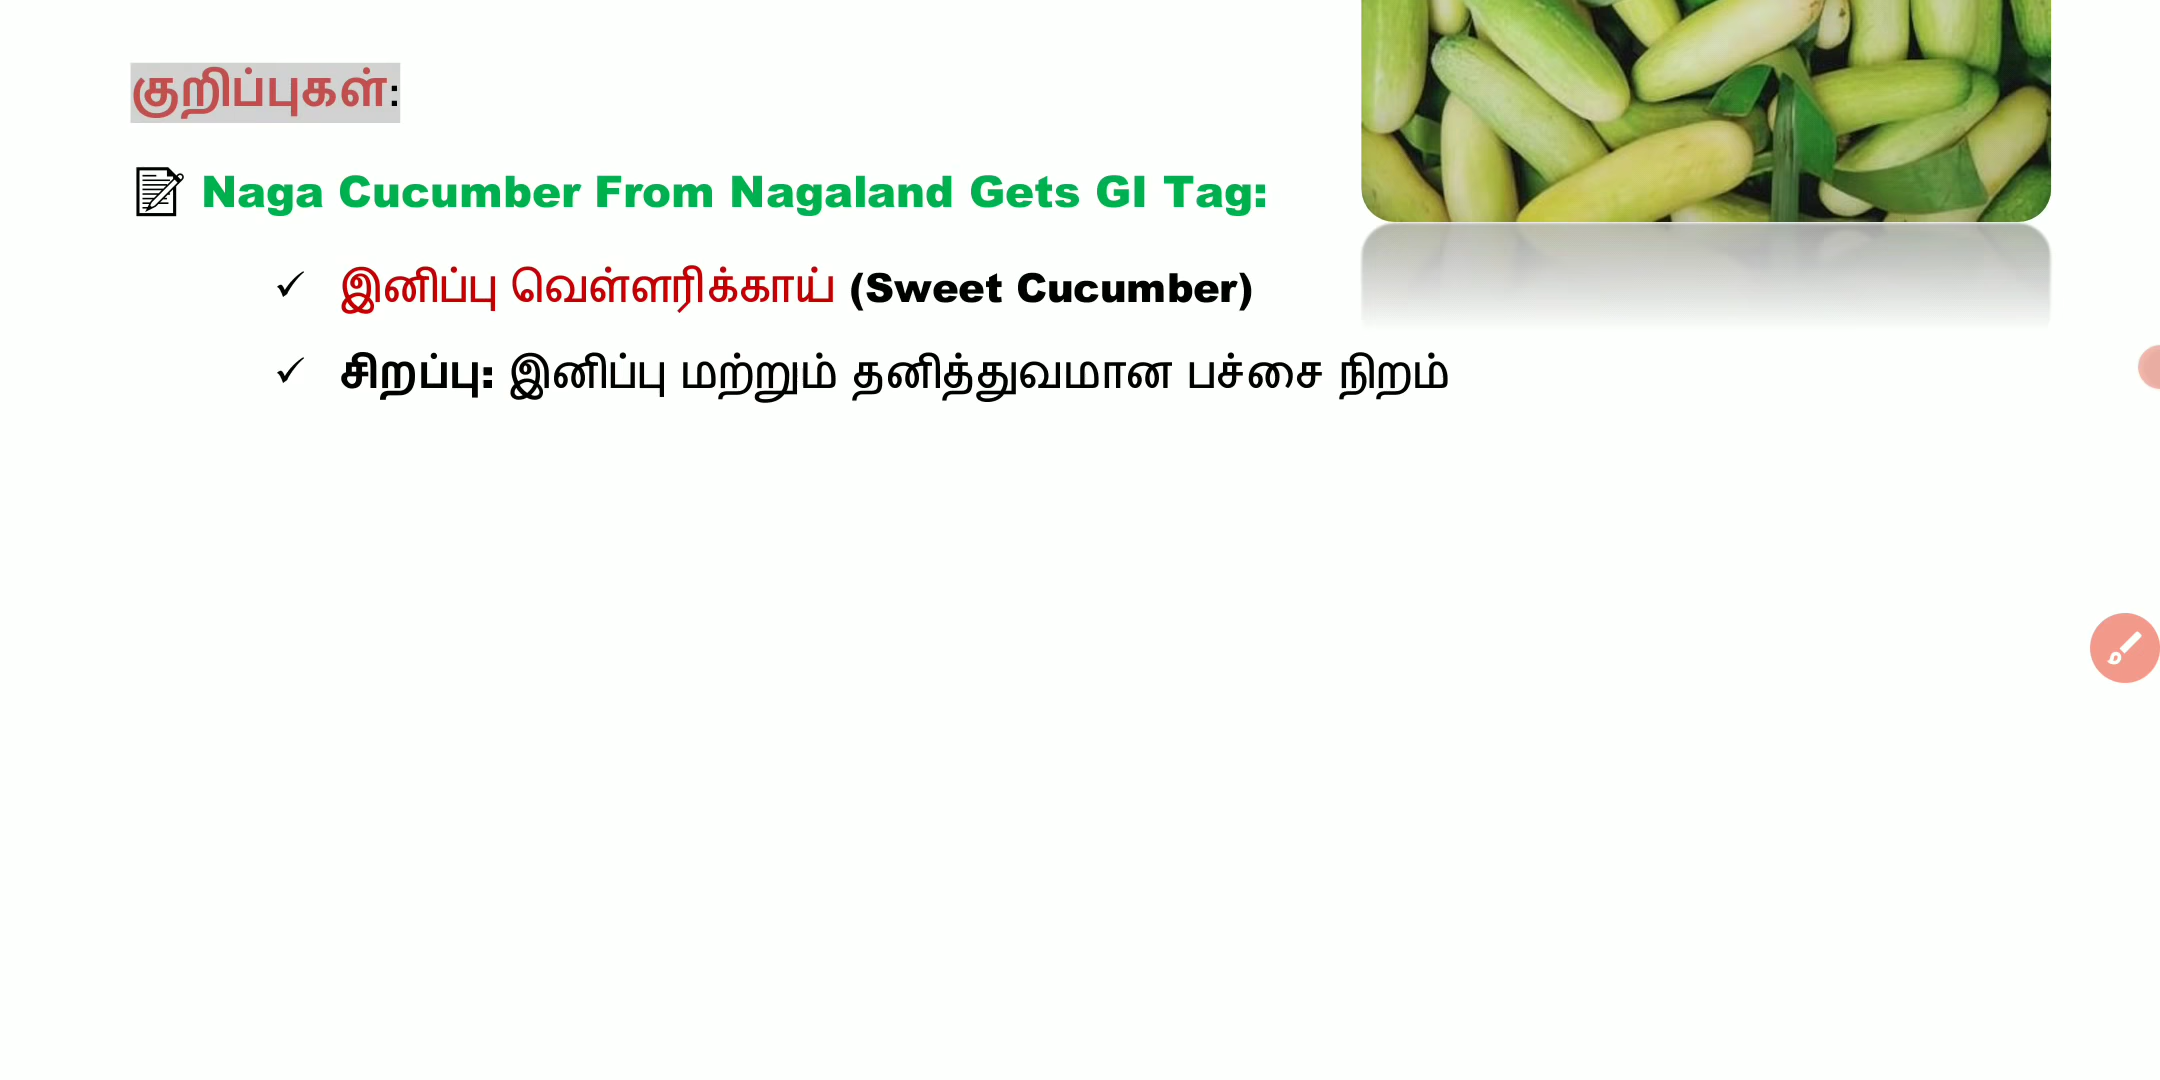 குறிப்புகள்:
Naga Cucumber From Nagaland Gets GI Tag:
✓ இனிப்பு வெள்ளரிக்காய் (Sweet Cucumber)
✓ சிறப்பு: இனிப்பு மற்றும் தனித்துவமான பச்சை நிறம்